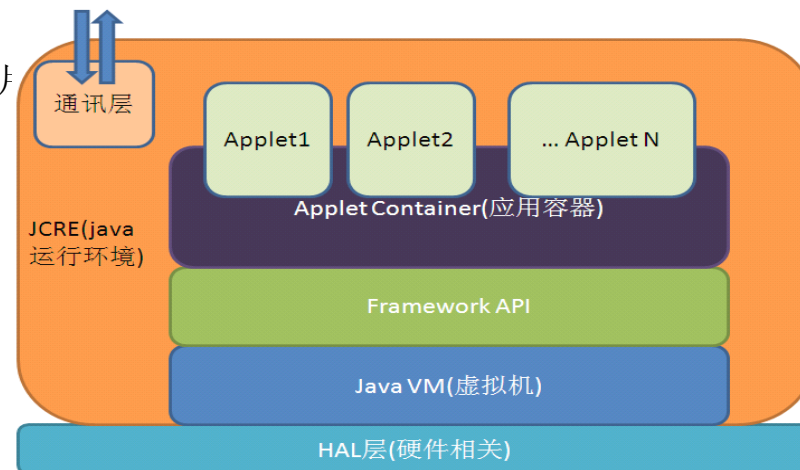 通讯层
Applet1
Applet2
... Applet N
Applet Container(应用容器)
JCRE(java
运行环境)
Framework API
Java VM(虚拟机)
HAL层(硬件相关)